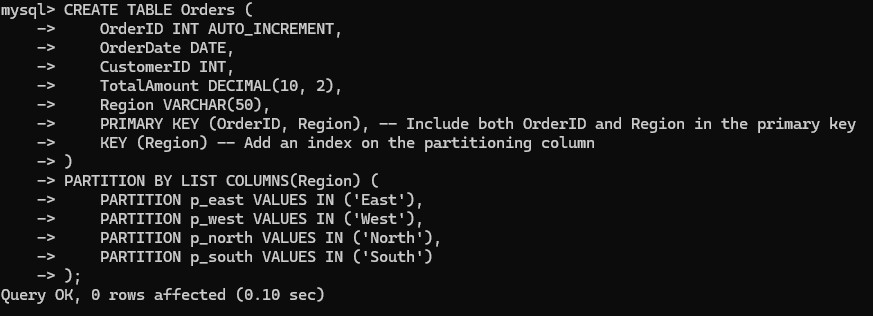 mysql> CREATE TABLE Orders (
    ->     OrderID INT AUTO_INCREMENT,
    ->     OrderDate DATE,
    ->     CustomerID INT,
    ->     TotalAmount DECIMAL(10, 2),
    ->     Region VARCHAR(50),
    ->     PRIMARY KEY (OrderID, Region), -- Include both OrderID and Region in the primary key
    ->     KEY (Region) -- Add an index on the partitioning column
    -> )
    -> PARTITION BY LIST COLUMNS(Region) (
    ->     PARTITION p_east VALUES IN ('East'),
    ->     PARTITION p_west VALUES IN ('West'),
    ->     PARTITION p_north VALUES IN ('North'),
    ->     PARTITION p_south VALUES IN ('South')
    -> );
Query OK, 0 rows affected (0.10 sec)